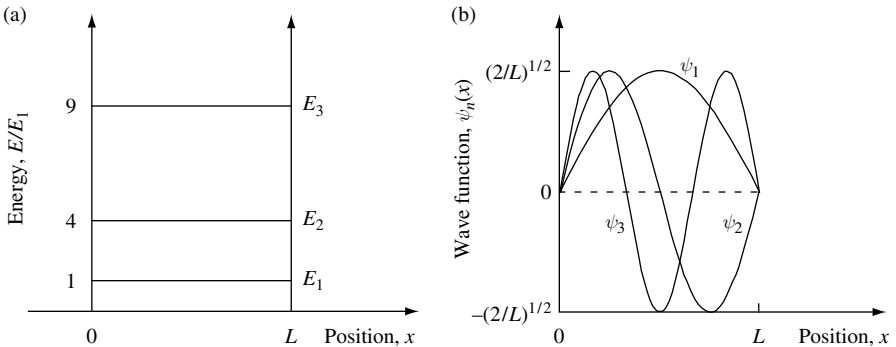 (a)
Energy, E/E₁
9
4
1
E₃
E₂
E₁
0
L
Position, x
(b)
Wave function, ψₙ(x)
(2/L)^1/2
0
−(2/L)^1/2
ψ₁
ψ₃
ψ₂
0
L
Position, x